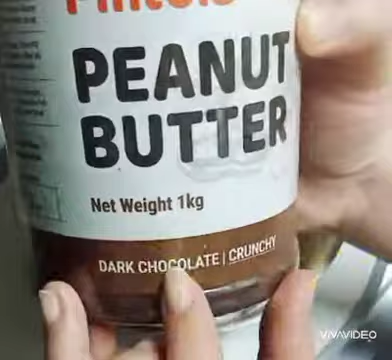 PEANUT
BUTTER
Net Weight 1kg
DARK CHOCOLATE | CRUNCHY
VIVAVIDEO